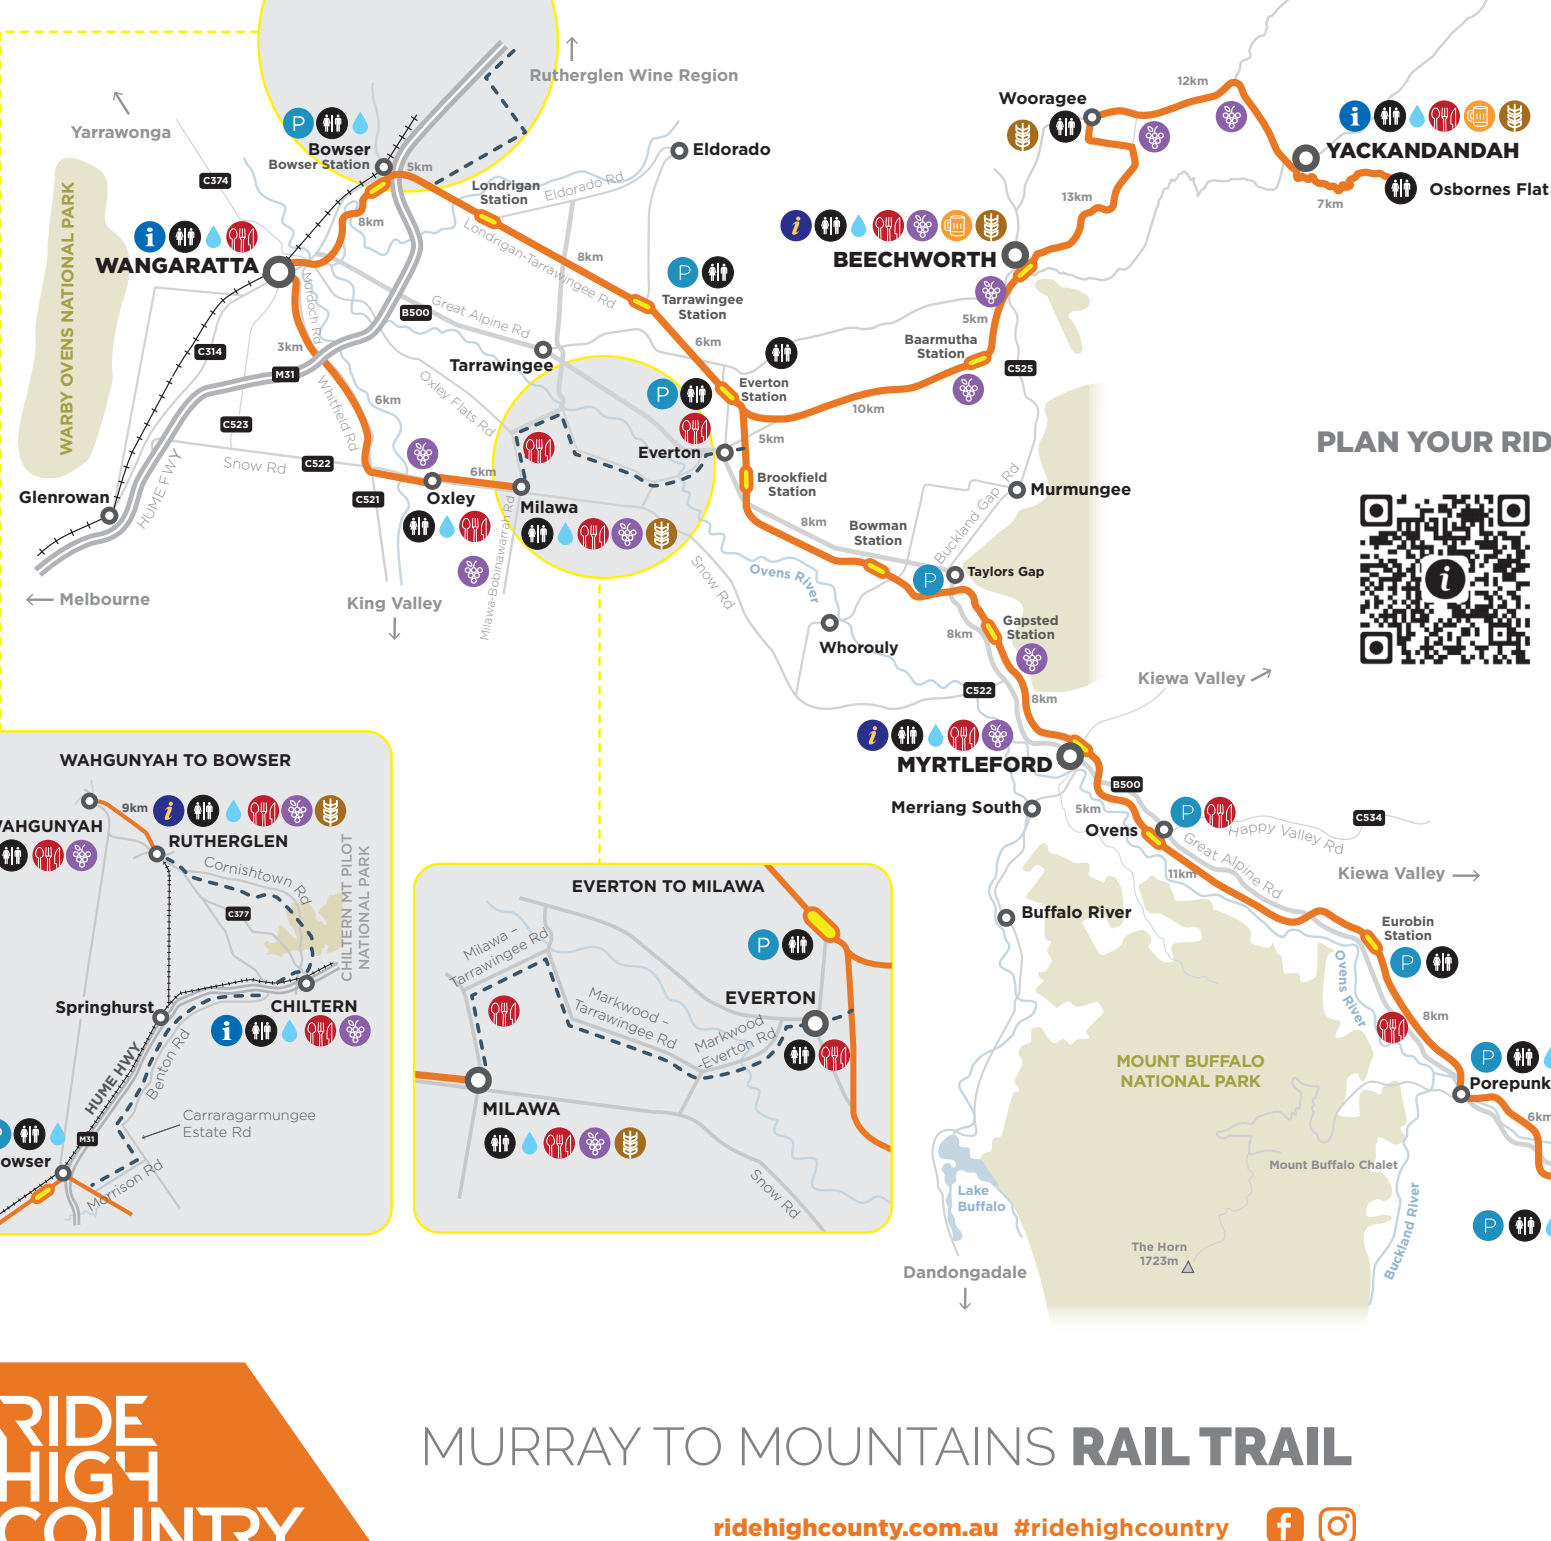 Rutherglen Wine Region
Yarrawonga
P
Bowser
Bowser Station
5km
C374
Londrigan
Station
Eldorado Rd
Eldorado
8km
i
WANGARATTA
WARBY OVENS NATIONAL PARK
Londrigan-Tarrawingee Rd
8km
P
Tarrawingee
Station
Murdoch Rd
B500
Great Alpine Rd
6km
3km
C314
M31
Tarrawingee
Whitfield Rd
Oxley Flats Rd
6km
P
Everton
Station
C523
Snow Rd
C522
HUME FWY
Glenrowan
C521
6km
Oxley
Milawa
Everton
5km
Brookfield
Station
Milawa-Bobinawarrah Rd
Melbourne
King Valley
Snow Rd
Wooragee
12km
i
YACKANDANDAH
Osbornes Flat
7km
13km
i
BEECHWORTH
5km
Baarmutha
Station
C525
10km
PLAN YOUR RID
i
Murmungee
Buckland Gap Rd
8km
Bowman
Station
Ovens River
P
Taylors Gap
Gapsted
Station
8km
Whorouly
C522
8km
Kiewa Valley
i
MYRTLEFORD
B500
Merriang South
5km
Ovens
P
Happy Valley Rd
C534
Great Alpine Rd
11km
Kiewa Valley
Buffalo River
Eurobin
Station
P
Ovens River
8km
MOUNT BUFFALO
NATIONAL PARK
P
Porepunk
6km
Mount Buffalo Chalet
Lake
Buffalo
Buckland River
P
The Horn
1723m
Dandongadale
WAHGUNYAH TO BOWSER
9km
i
AHGUNYAH
RUTHERGLEN
Cornishtown Rd
C377
CHILTERN MT PILOT
NATIONAL PARK
Springhurst
CHILTERN
i
HUME HWY
Benton Rd
Carraragarmungee
Estate Rd
M31
owser
Morrison Rd
EVERTON TO MILAWA
P
Milawa –
Tarrawingee Rd
Markwood –
Tarrawingee Rd
Markwood
–Everton Rd
EVERTON
MILAWA
Snow Rd
RIDE
HIGH
COUNTRY
MURRAY TO MOUNTAINS RAIL TRAIL
ridehighcounty.com.au #ridehighcountry